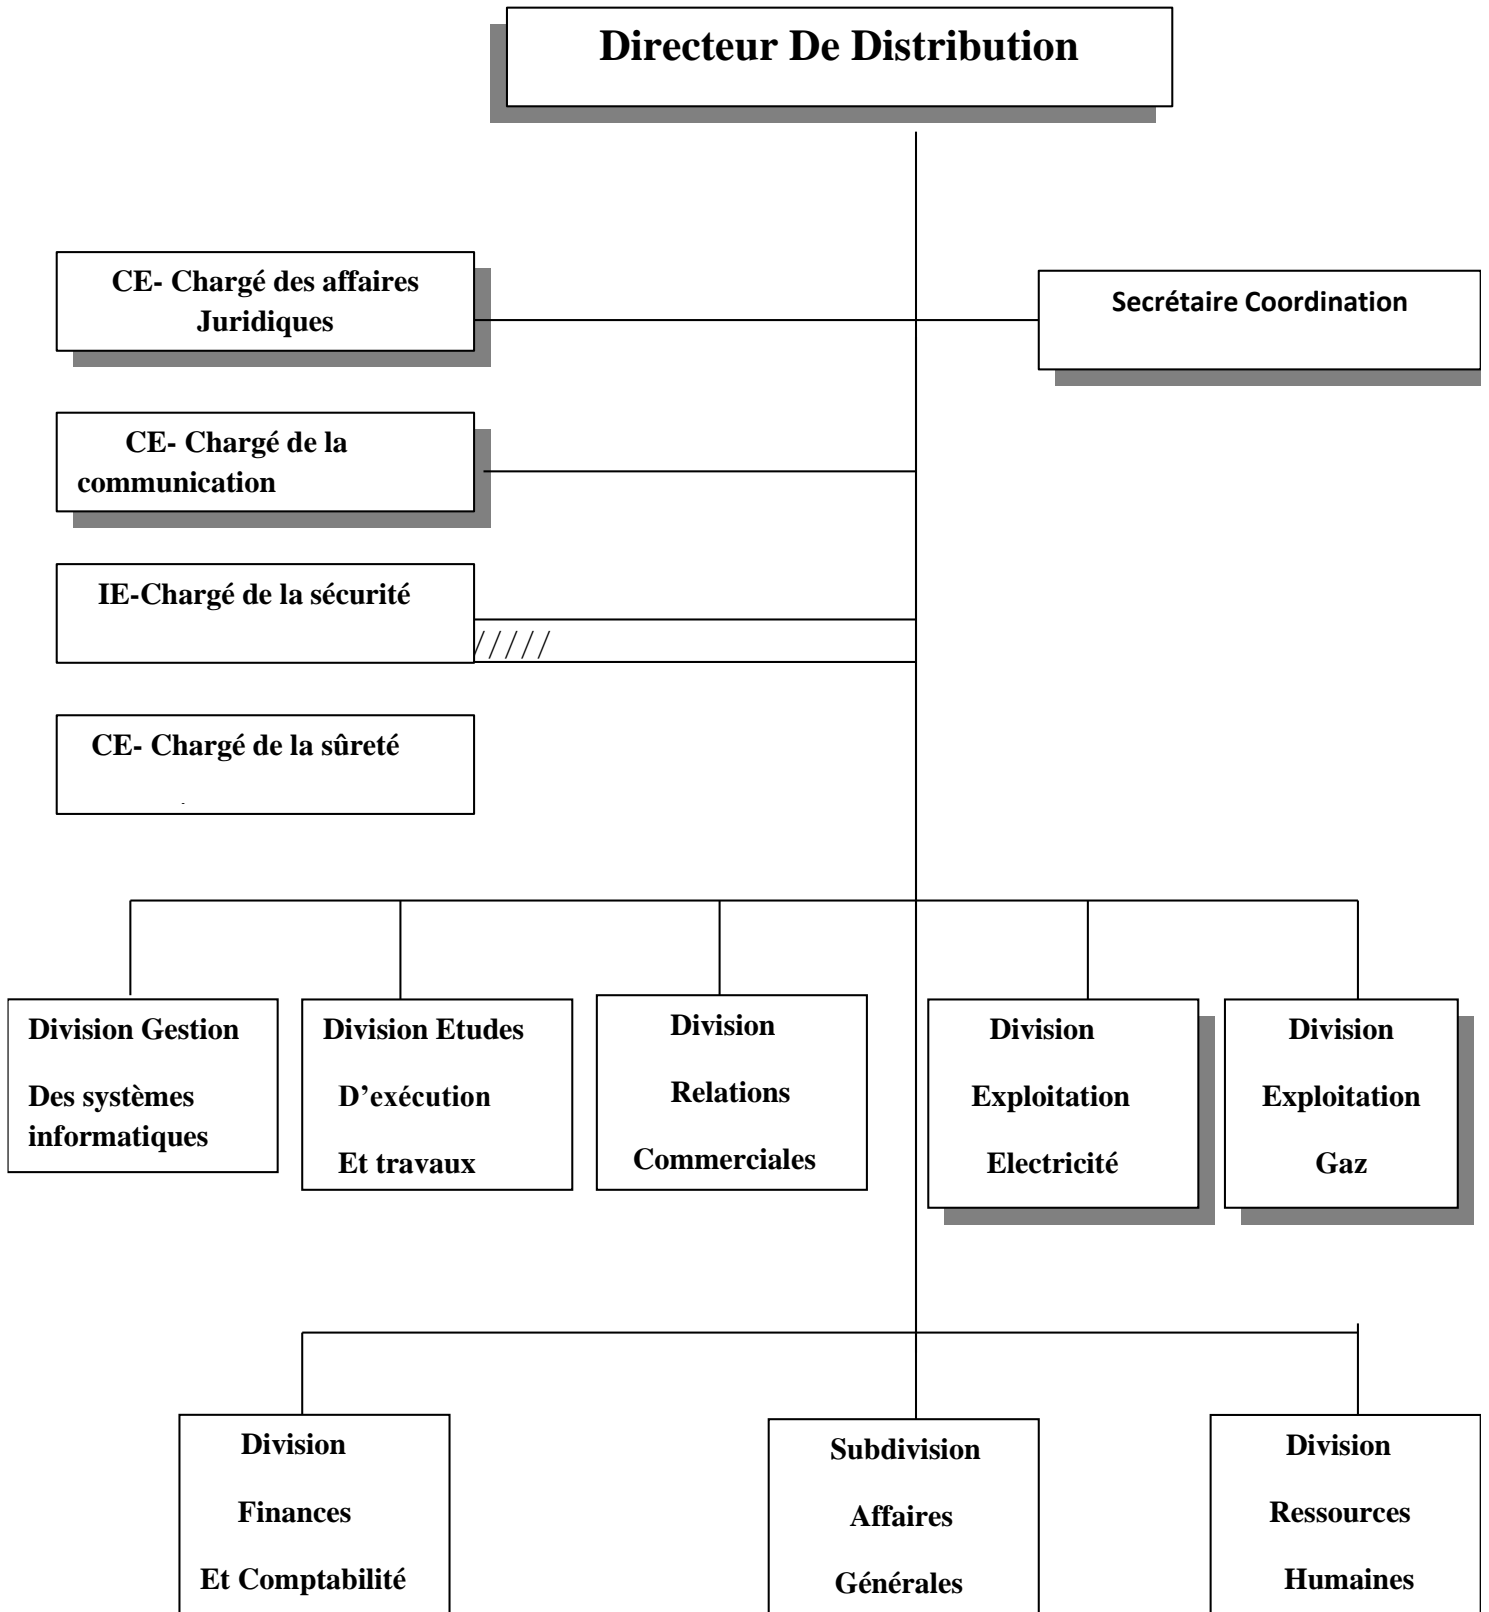 Directeur De Distribution
CE- Chargé des affaires
Juridiques
Secrétaire Coordination
CE- Chargé de la
communication
IE-Chargé de la sécurité
/////
CE- Chargé de la sûreté
Division Gestion
Des systèmes
informatiques
Division Etudes
D’exécution
Et travaux
Division
Relations
Commerciales
Division
Exploitation
Electricité
Division
Exploitation
Gaz
Division
Finances
Et Comptabilité
Subdivision
Affaires
Générales
Division
Ressources
Humaines